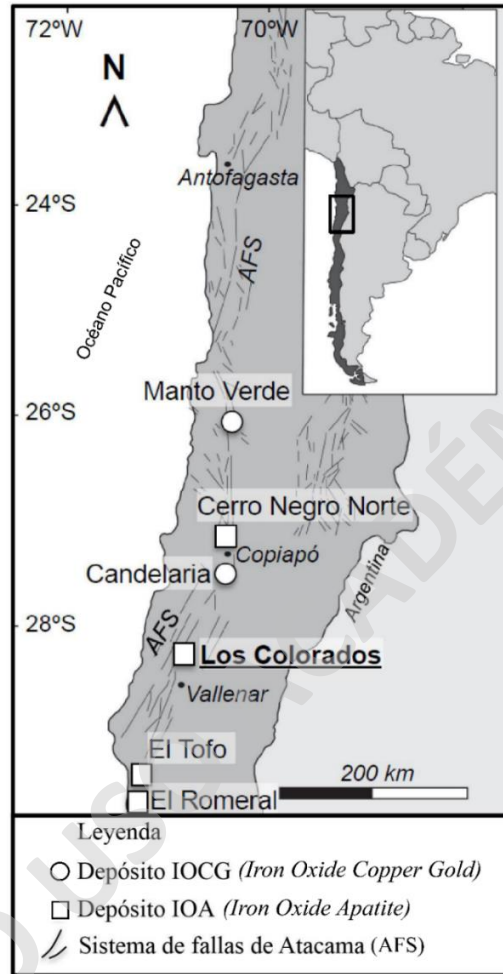 72°W
70°W
N
Antofagasta
24°S
AFS
Océano Pacífico
Manto Verde
26°S
Cerro Negro Norte
Copiapó
Candelaria
Argentina
28°S
AFS
Los Colorados
Vallenar
El Tofo
200 km
El Romeral
Leyenda
Depósito IOCG (Iron Oxide Copper Gold)
Depósito IOA (Iron Oxide Apatite)
Sistema de fallas de Atacama (AFS)
O USO ACADÉM